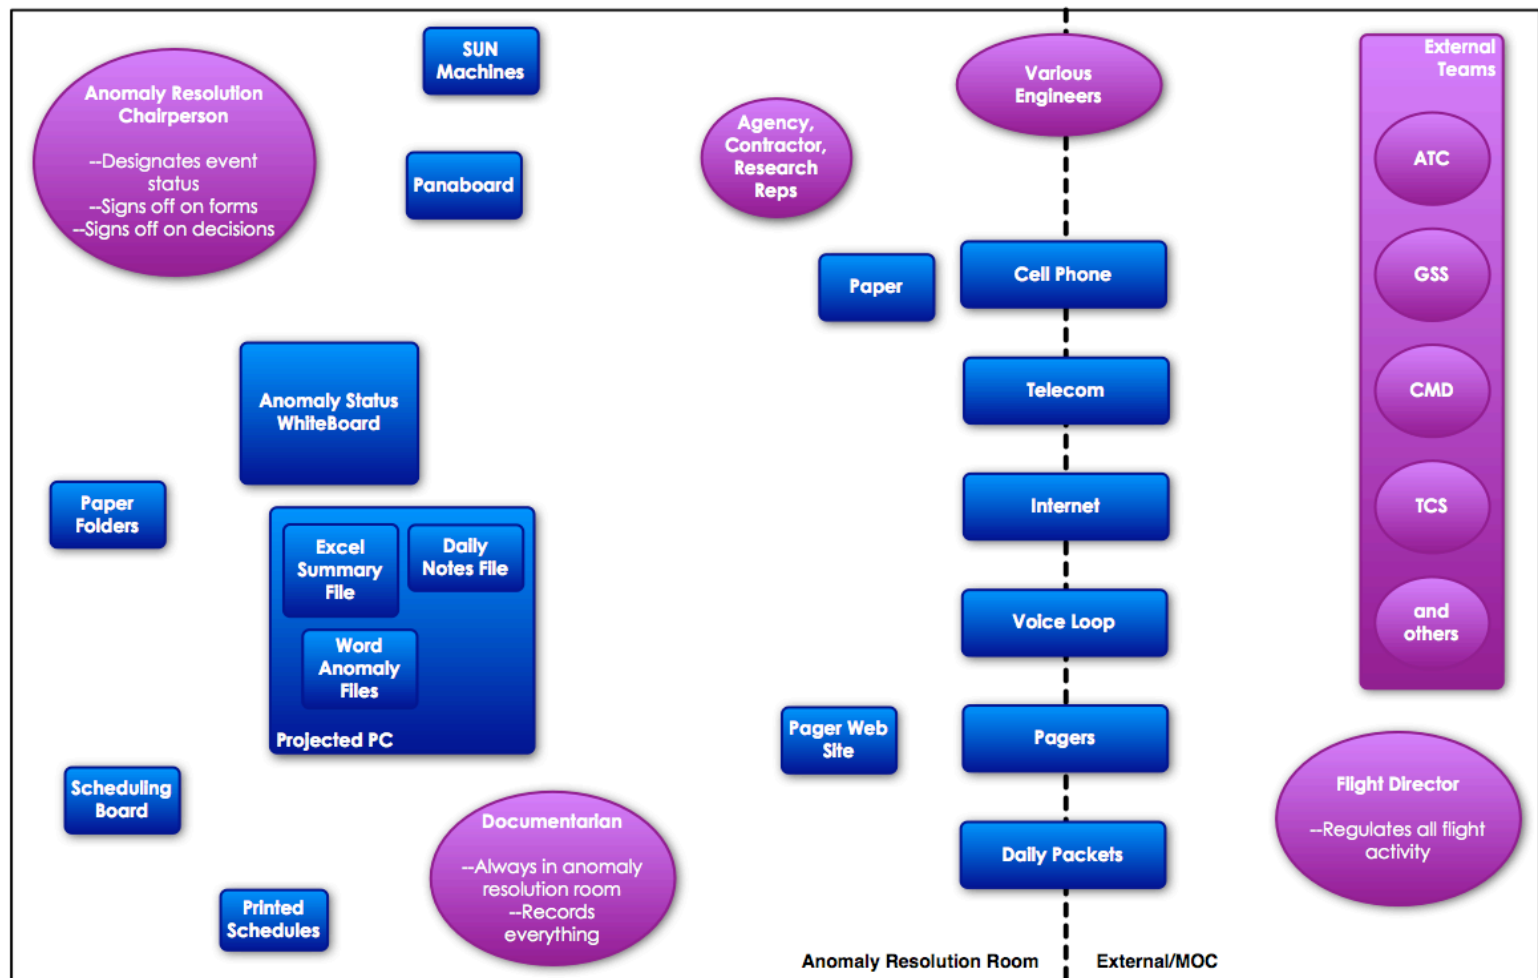 SUN
Machines
Anomaly Resolution
Chairperson
--Designates event
status
--Signs off on forms
--Signs off on decisions
Panaboard
Agency,
Contractor,
Research
Reps
Various
Engineers
External
Teams
ATC
GSS
CMD
TCS
and
others
Paper
Cell Phone
Telecom
Internet
Voice Loop
Pagers
Daily Packets
Pager Web
Site
Anomaly Status
WhiteBoard
Paper
Folders
Excel
Summary
File
Daily
Notes File
Word
Anomaly
Files
Projected PC
Scheduling
Board
Printed
Schedules
Documentarian
--Always in anomaly
resolution room
--Records
everything
Flight Director
--Regulates all flight
activity
Anomaly Resolution Room
External/MOC